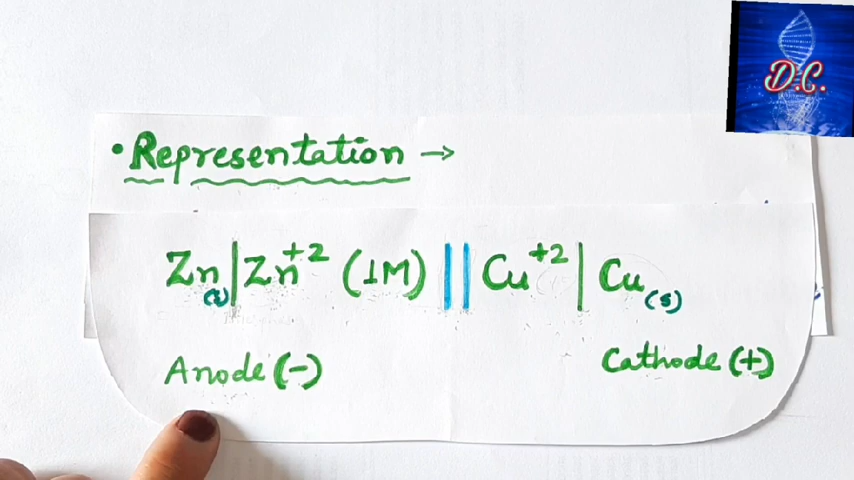 D.C.
• Representation →
Zn(s)|Zn+2 (1M) || Cu+2 | Cu(s)
Anode (-) Cathode (+)